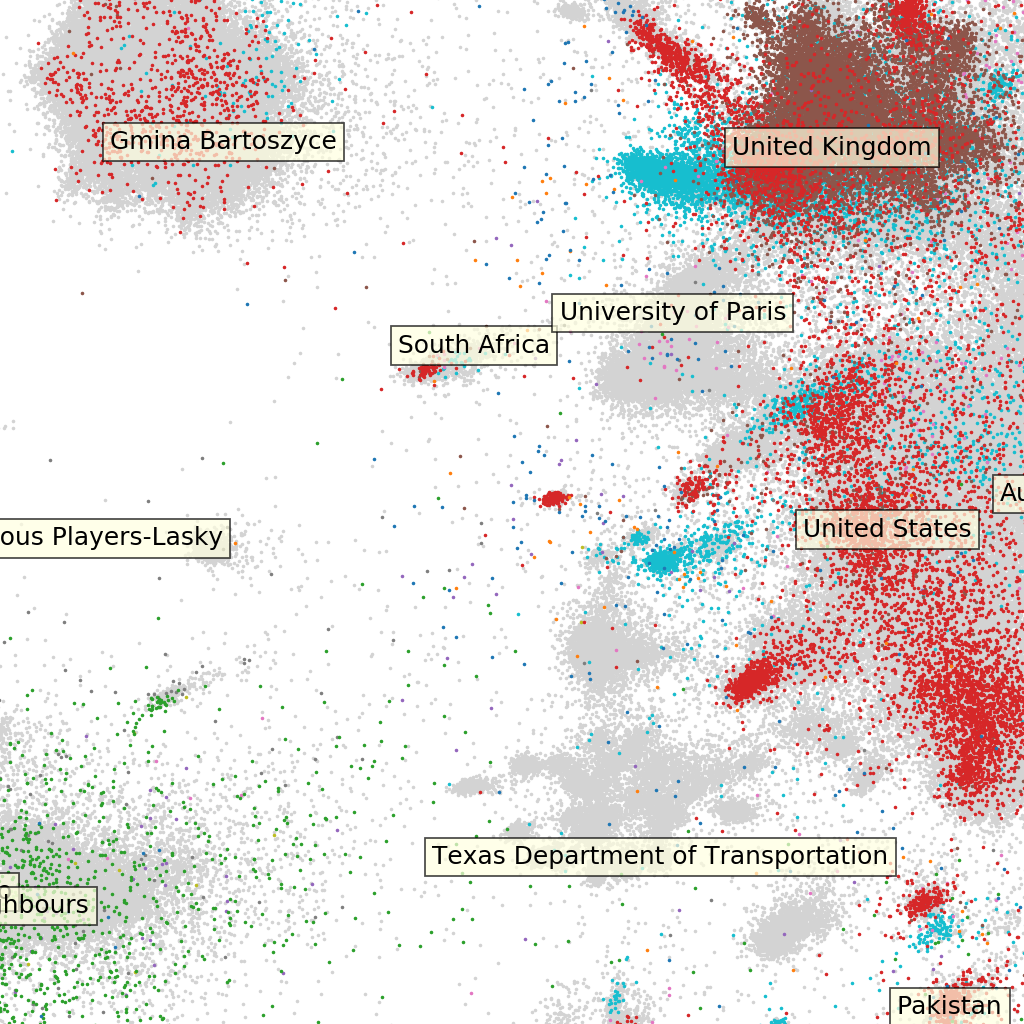 Gmina Bartoszyce
United Kingdom
University of Paris
South Africa
Au
United States
ous Players-Lasky
Texas Department of Transportation
hbours
Pakistan